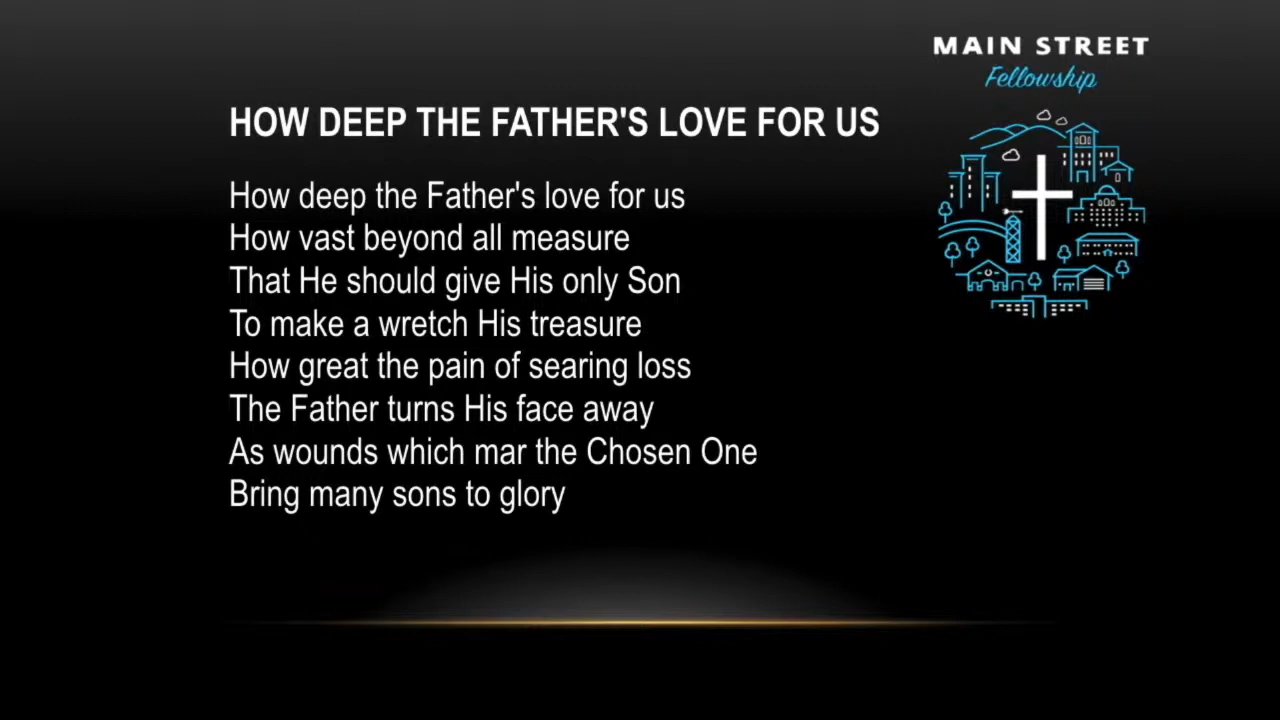 MAIN STREET
Fellowship
HOW DEEP THE FATHER'S LOVE FOR US
How deep the Father's love for us
How vast beyond all measure
That He should give His only Son
To make a wretch His treasure
How great the pain of searing loss
The Father turns His face away
As wounds which mar the Chosen One
Bring many sons to glory